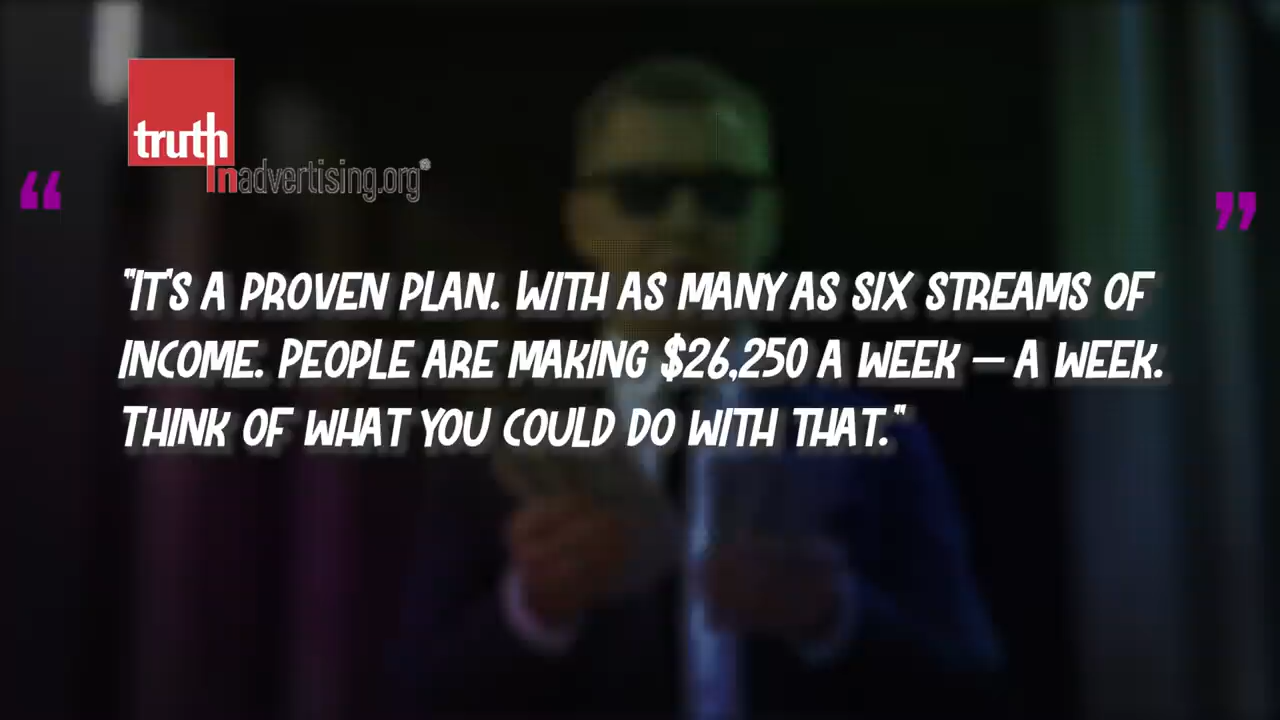 truth
inadvertising.org®
“ ”
"IT'S A PROVEN PLAN. WITH AS MANY AS SIX STREAMS OF
INCOME. PEOPLE ARE MAKING $26,250 A WEEK – A WEEK.
THINK OF WHAT YOU COULD DO WITH THAT."